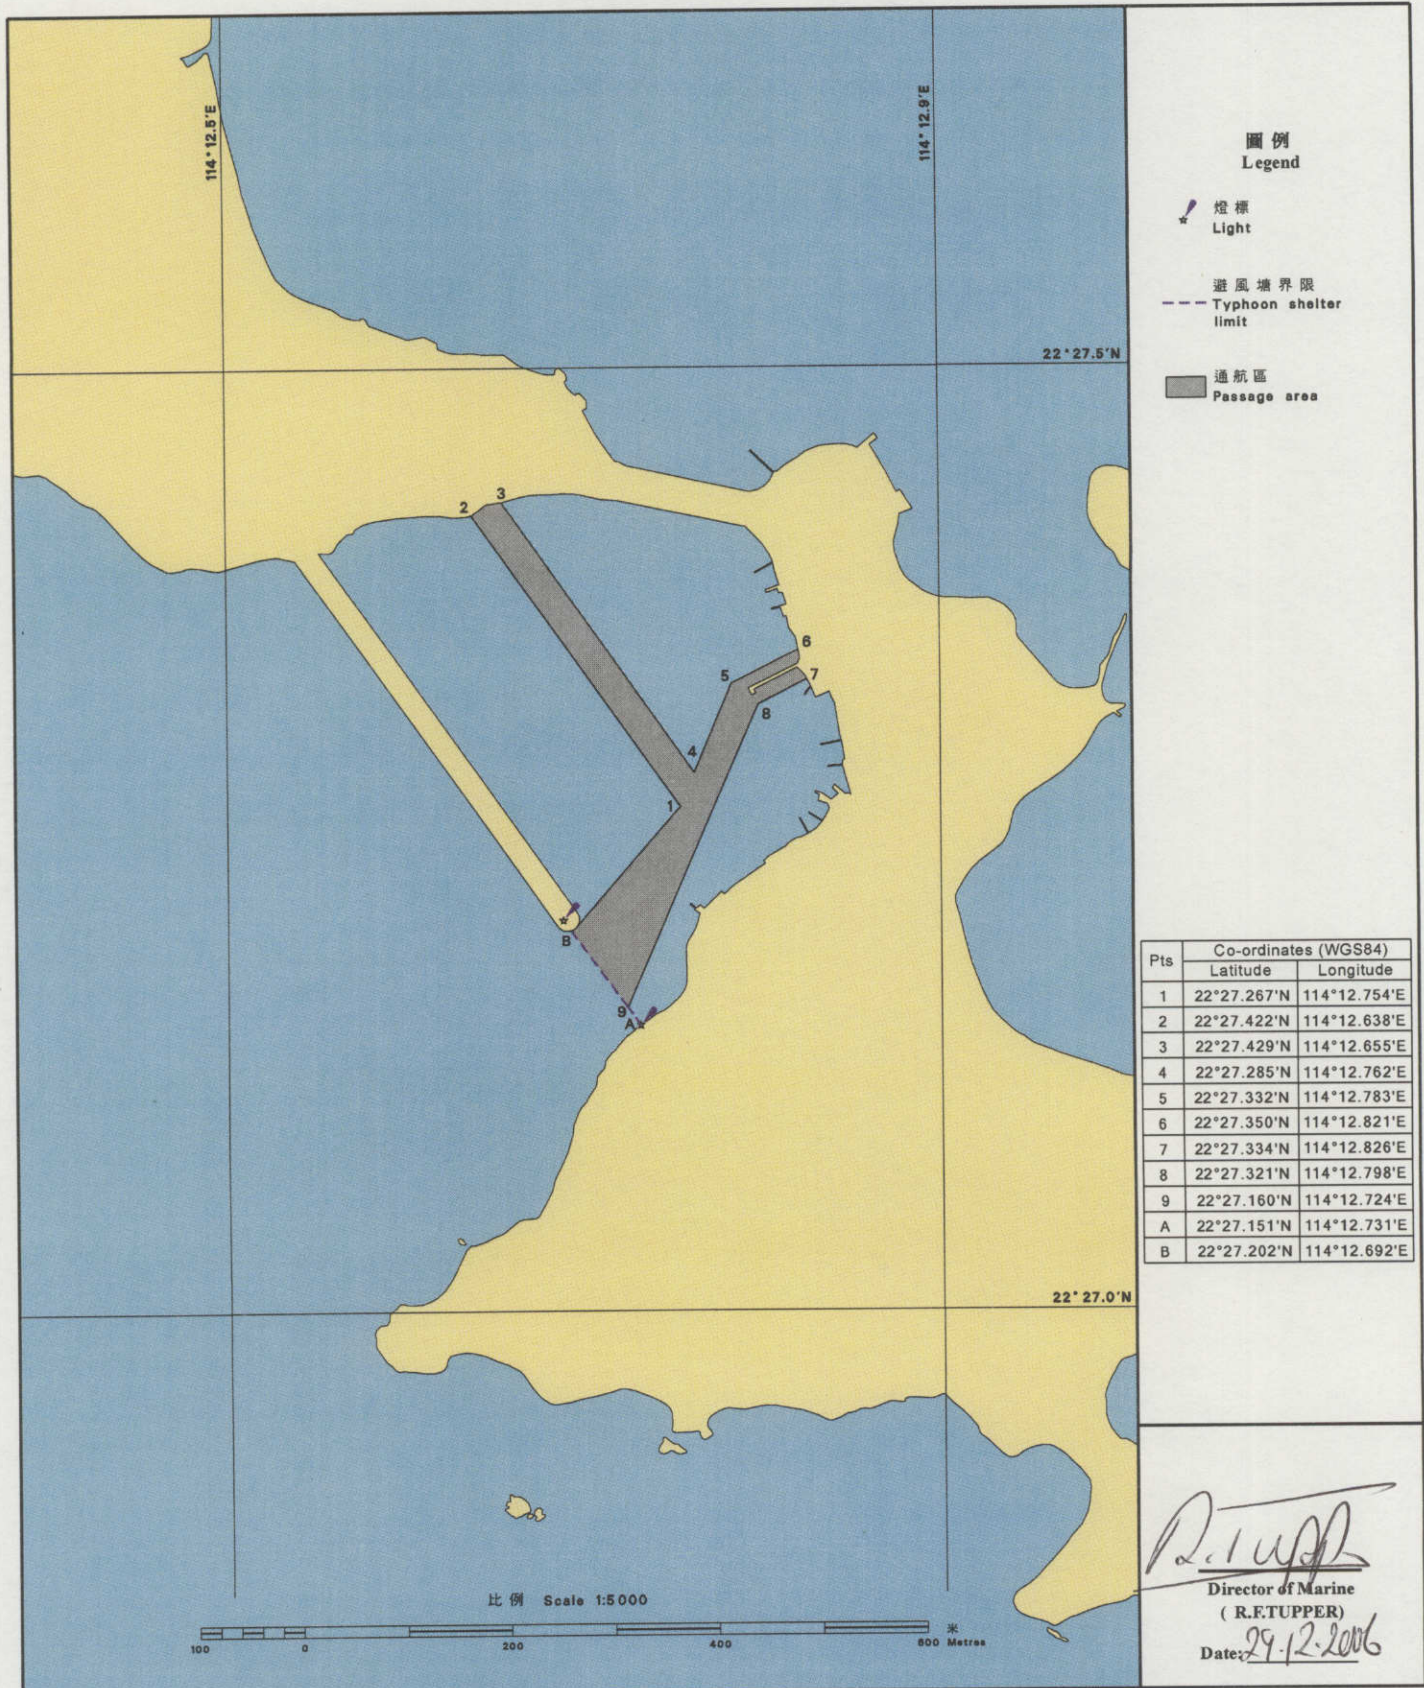 114°12.5'E
114°12.9'E
22°27.5'N
2
3
6
5
7
8
4
1
B
9
A
22°27.0'N
比例 Scale 1:5000
100 0 200 400 600 米 Metres
圖例
Legend
燈標
Light
避風塘界限
Typhoon shelter
limit
通航區
Passage area
Pts Co-ordinates (WGS84)
Latitude Longitude
1 22°27.267'N 114°12.754'E
2 22°27.422'N 114°12.638'E
3 22°27.429'N 114°12.655'E
4 22°27.285'N 114°12.762'E
5 22°27.332'N 114°12.783'E
6 22°27.350'N 114°12.821'E
7 22°27.334'N 114°12.826'E
8 22°27.321'N 114°12.798'E
9 22°27.160'N 114°12.724'E
A 22°27.151'N 114°12.731'E
B 22°27.202'N 114°12.692'E
Director of Marine
( R.F.TUPPER)
Date: 29.12.2006